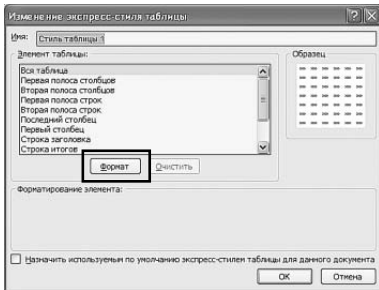 Изменение экспресс-стиля таблицы
Имя: Стиль таблицы 1
Элемент таблицы:
Образец
Вся таблица
Первая полоса столбцов
Вторая полоса столбцов
Первая полоса строк
Вторая полоса строк
Последний столбец
Первый столбец
Строка заголовка
Строка итогов
Формат Очистить
Форматирование элемента:
Назначить используемым по умолчанию экспресс-стилем таблицы для данного документа
ОК Отмена